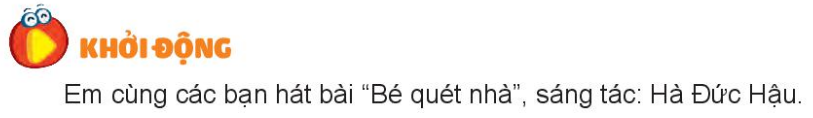 KHỞI ĐỘNG
Em cùng các bạn hát bài “Bé quét nhà”, sáng tác: Hà Đức Hậu.